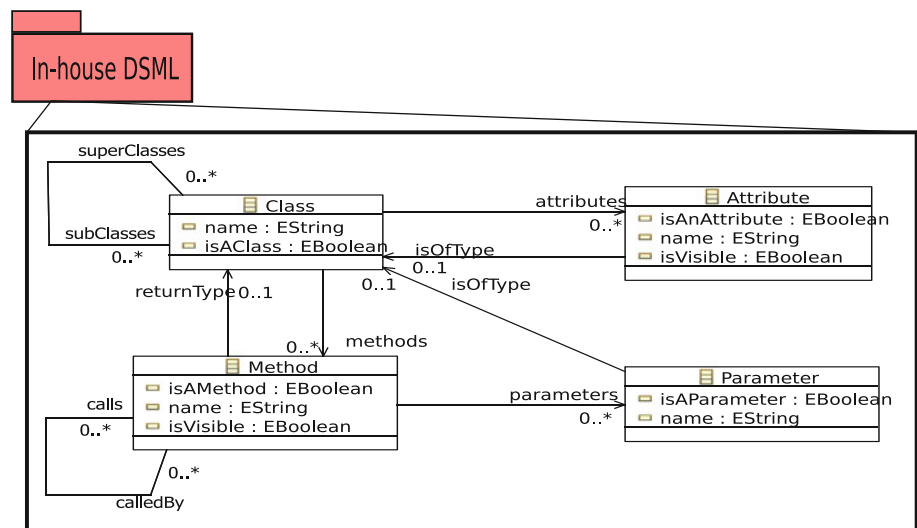 In-house DSML
superClasses
0..*
Class
name : EString
isAClass : EBoolean
subClasses
0..*
attributes
0..*
Attribute
isAnAttribute : EBoolean
name : EString
isVisible : EBoolean
isOfType
0..1
0..1
isOfType
returnType
0..1
0..*
methods
Method
isAMethod : EBoolean
name : EString
isVisible : EBoolean
calls
0..*
0..*
calledBy
parameters
0..*
Parameter
isAParameter : EBoolean
name : EString